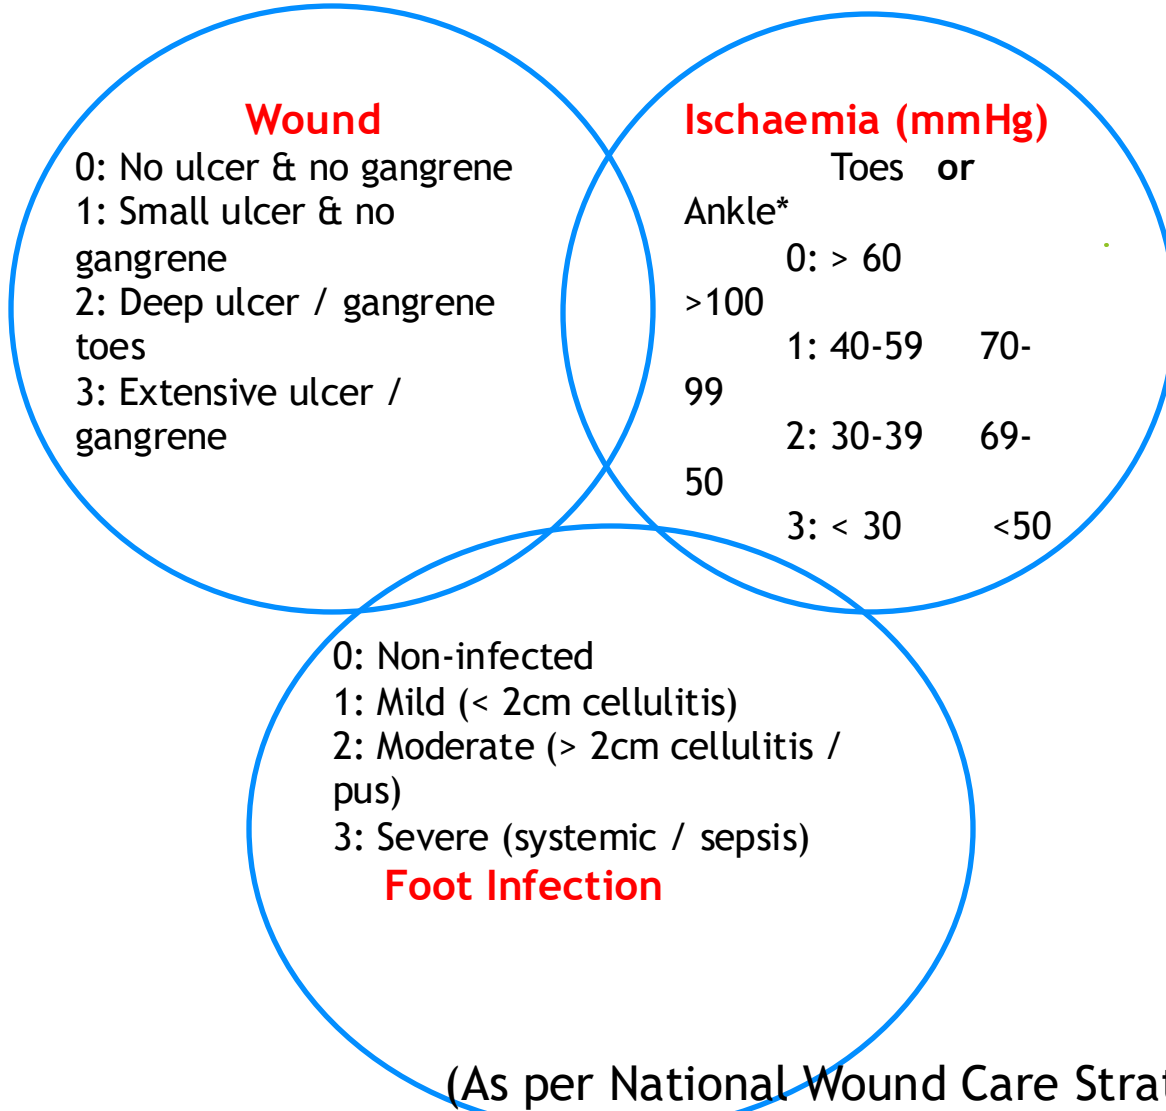 Wound
0: No ulcer & no gangrene
1: Small ulcer & no
gangrene
2: Deep ulcer / gangrene
toes
3: Extensive ulcer /
gangrene
Ischaemia (mmHg)
Toes or
Ankle*
0: > 60
>100
1: 40-59 70-
99
2: 30-39 69-
50
3: < 30 <50
0: Non-infected
1: Mild (< 2cm cellulitis)
2: Moderate (> 2cm cellulitis /
pus)
3: Severe (systemic / sepsis)
Foot Infection
(As per National Wound Care